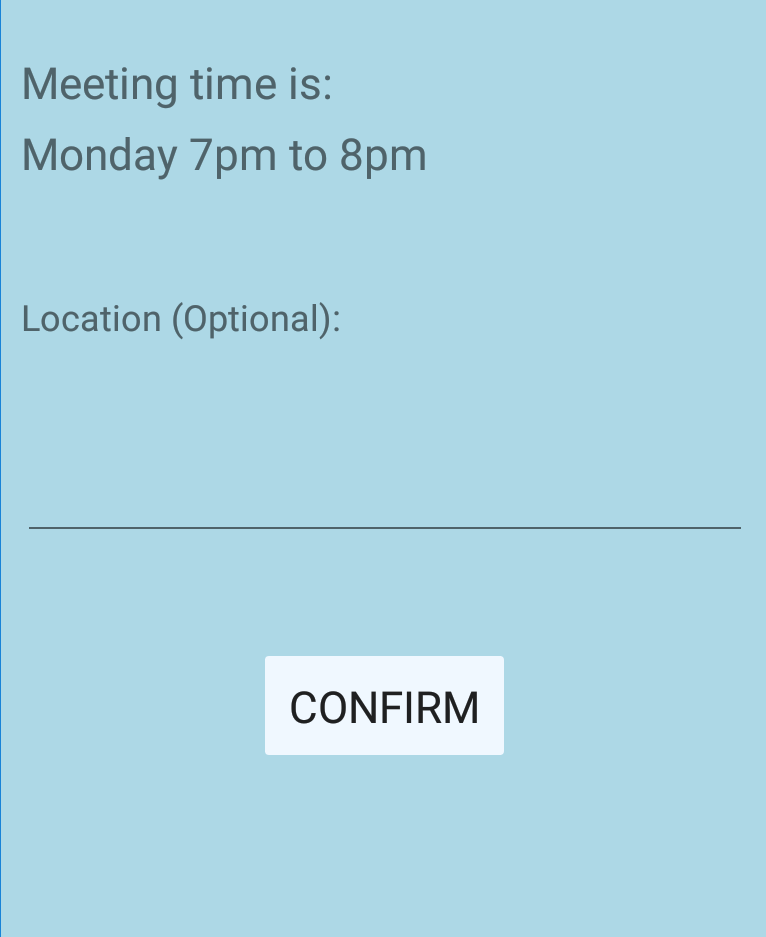 Meeting time is:
Monday 7pm to 8pm
Location (Optional):
CONFIRM